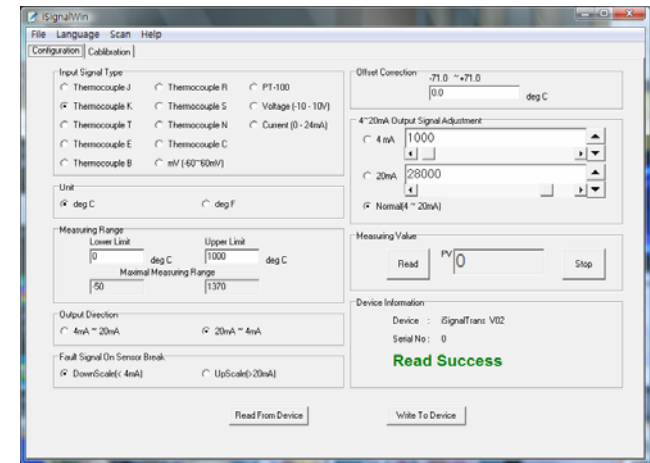 iSignalWin
File Language Scan Help
Configuration Cablibration
Input Signal Type
Thermocouple J Thermocouple R PT-100
Thermocouple K Thermocouple S Voltage (-10 - 10V)
Thermocouple T Thermocouple N Current (0 - 24mA)
Thermocouple E Thermocouple C
Thermocouple B mV (-60~60mV)
Unit
deg C deg F
Measuring Range
Lower Limit Upper Limit
0 deg C 1000 deg C
Maximal Measuring Range
-50 1370
Output Direction
4mA ~ 20mA 20mA ~ 4mA
Fault Signal On Sensor Break
DownScale(< 4mA) UpScale(>20mA)
Offset Correction -71.0 ~+71.0
0.0 deg C
4~20mA Output Signal Adjustment
4 mA 1000
20mA 28000
Normal(4 ~ 20mA)
Measuring Value
Read PV 0 Stop
Device Information
Device : iSignalTrans V02
Serial No : 0
Read Success
Read From Device Write To Device